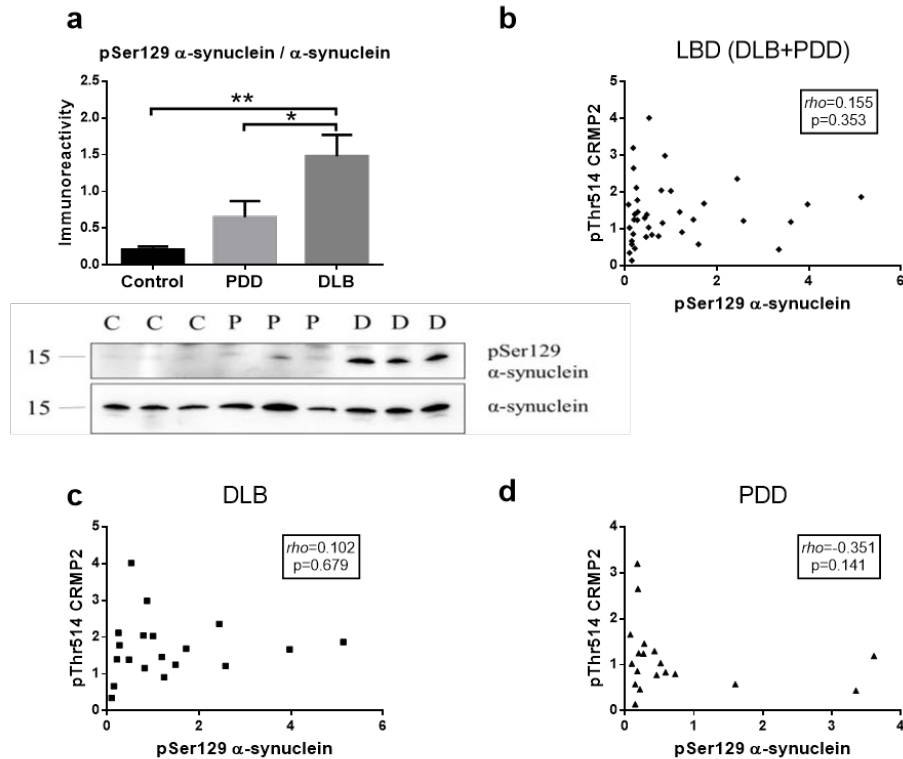 a
pSer129 α-synuclein / α-synuclein
Immunoreactivity
2.5
2.0
1.5
1.0
0.5
0.0
**
*
Control PDD DLB
C C C P P P D D D
15
pSer129
α-synuclein
15
α-synuclein
b
LBD (DLB+PDD)
rho=0.155
p=0.353
pThr514 CRMP2
5
4
3
2
1
0
0 2 4 6
pSer129 α-synuclein
c
DLB
rho=0.102
p=0.679
pThr514 CRMP2
5
4
3
2
1
0
0 2 4 6
pSer129 α-synuclein
d
PDD
rho=-0.351
p=0.141
pThr514 CRMP2
4
3
2
1
0
0 1 2 3 4
pSer129 α-synuclein